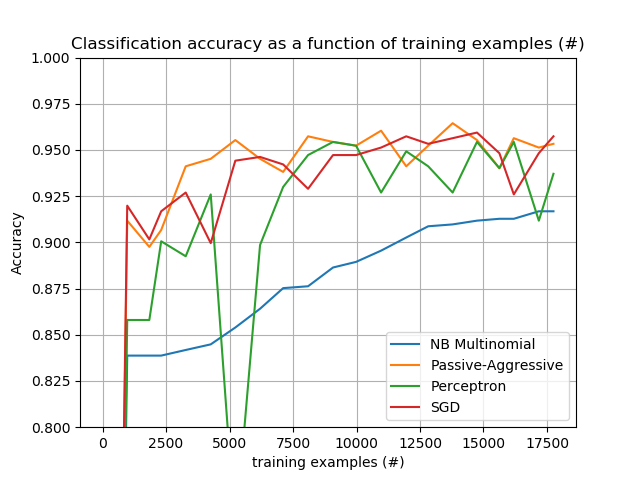 Classification accuracy as a function of training examples (#)
1.000
0.975
0.950
0.925
0.900
0.875
0.850
0.825
0.800
Accuracy
NB Multinomial
Passive-Aggressive
Perceptron
SGD
0 2500 5000 7500 10000 12500 15000 17500
training examples (#)